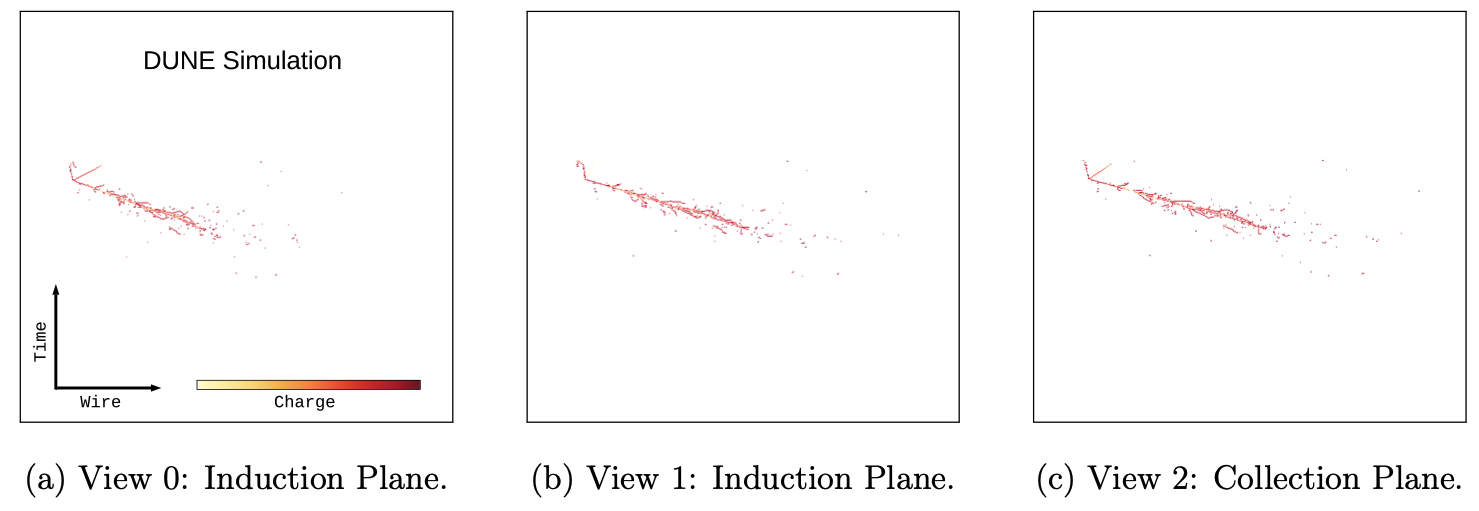 DUNE Simulation
Time
Wire
Charge
(a) View 0: Induction Plane.
(b) View 1: Induction Plane.
(c) View 2: Collection Plane.